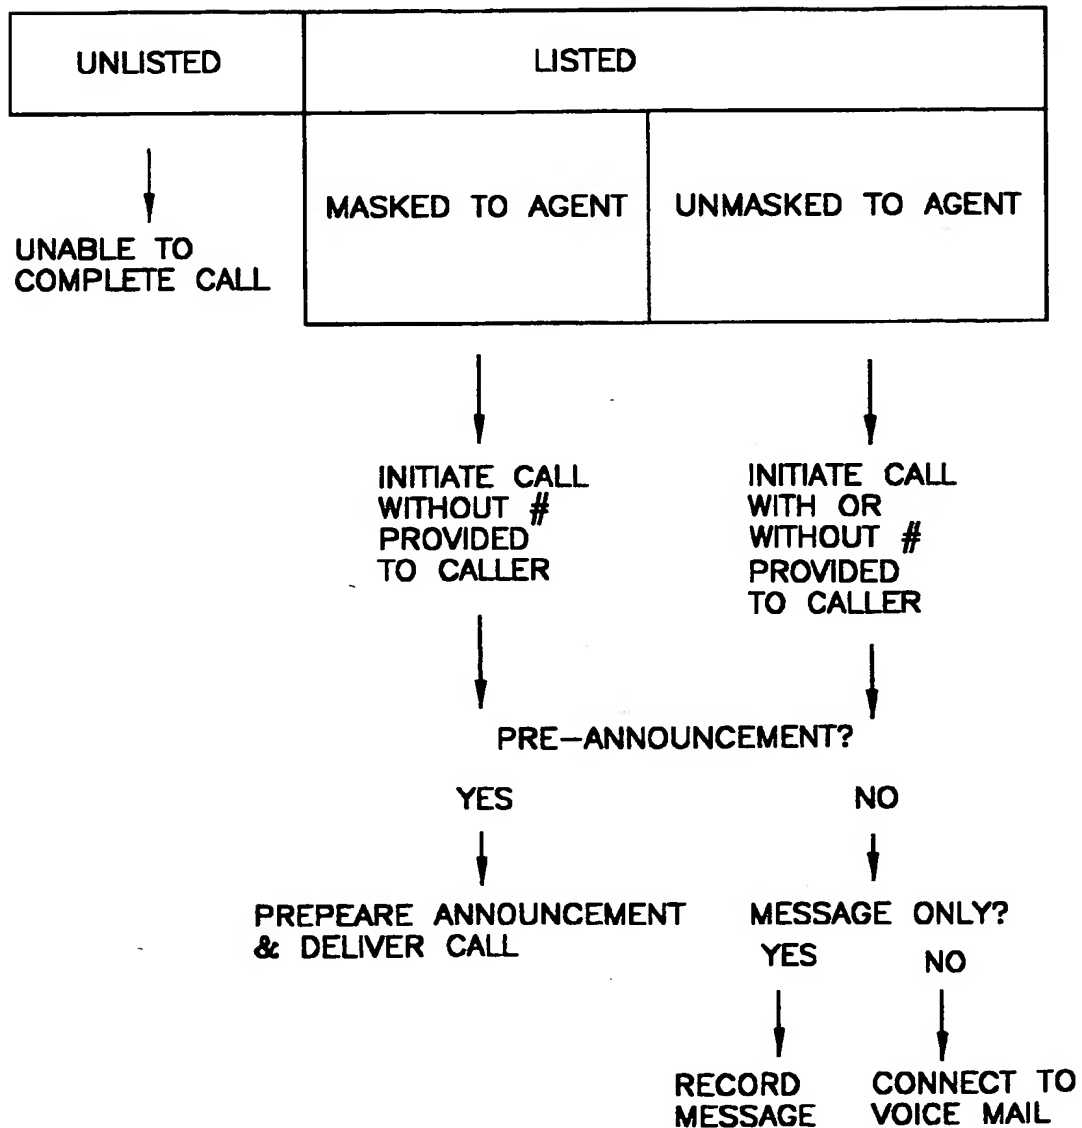 UNLISTED
LISTED
MASKED TO AGENT
UNMASKED TO AGENT
UNABLE TO
COMPLETE CALL
INITIATE CALL
WITHOUT #
PROVIDED
TO CALLER
INITIATE CALL
WITH OR
WITHOUT #
PROVIDED
TO CALLER
PRE-ANNOUNCEMENT?
YES
NO
PREPEARE ANNOUNCEMENT
& DELIVER CALL
MESSAGE ONLY?
YES
NO
RECORD
MESSAGE
CONNECT TO
VOICE MAIL